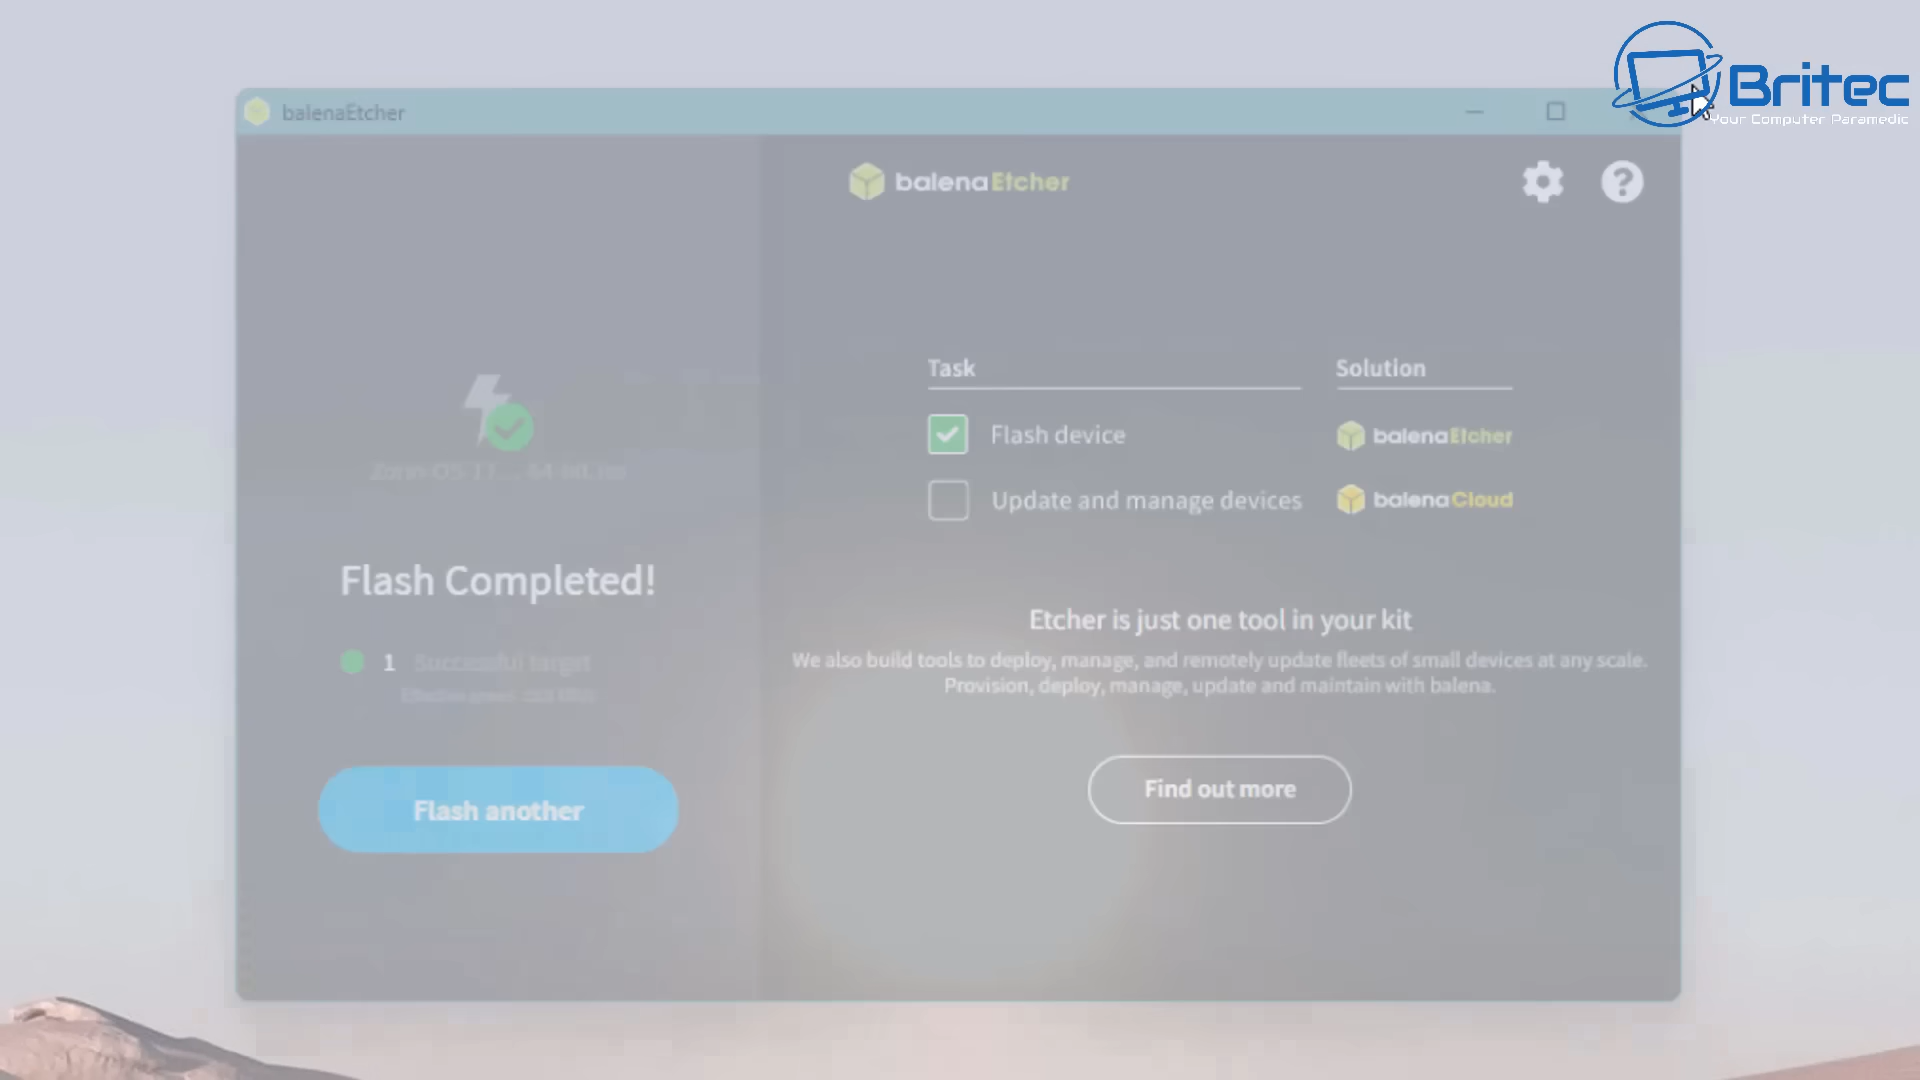 Britec
Your Computer Paramedic
balenaEtcher
balenaEtcher
Task
Solution
Flash device
balenaEtcher
Update and manage devices
balenaCloud
Flash Completed!
1 Successful target
Flash another
Etcher is just one tool in your kit
We also build tools to deploy, manage, and remotely update fleets of small devices at any scale.
Provision, deploy, manage, update and maintain with balena.
Find out more